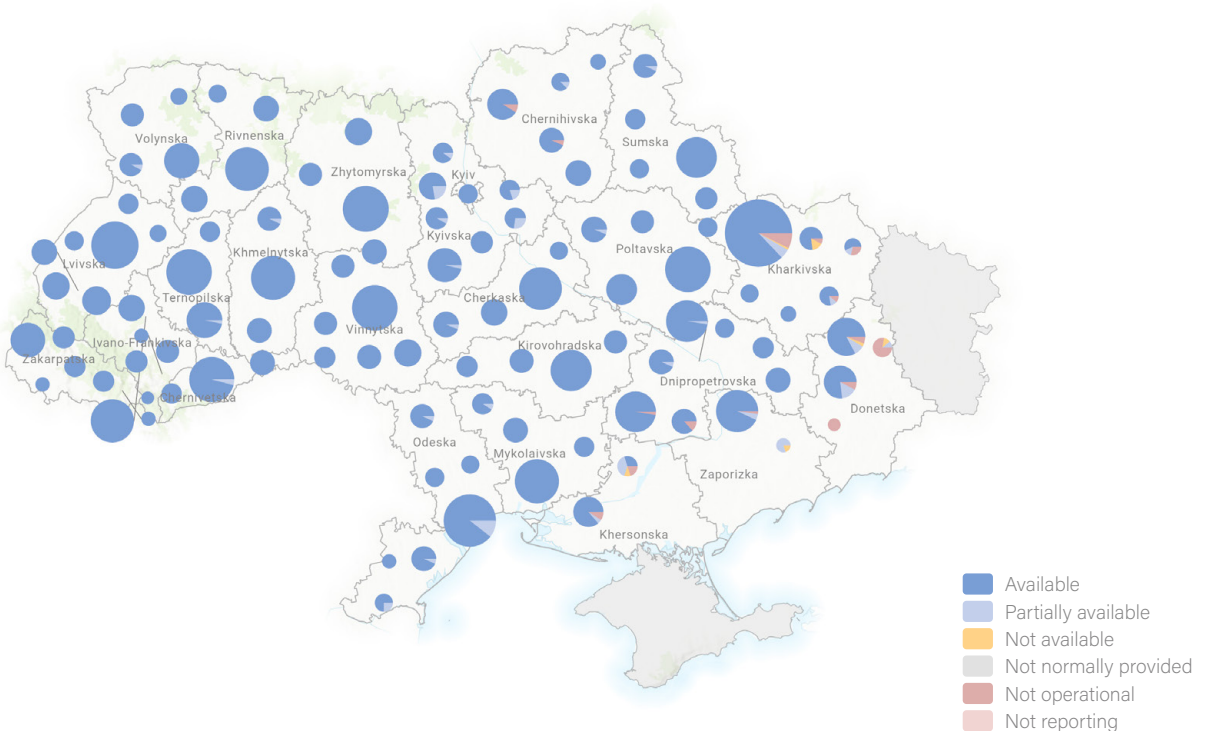 Chernihivska
Volynska
Rivnenska
Sumska
Zhytomyrska
Kyiv
Kyivska
Poltavska
Khmelnytska
Lvivska
Kharkivska
Ternopilska
Cherkaska
Vinnytska
Ivano-Frankivska
Kirovohradska
Zakarpatska
Dnipropetrovska
Chernivetska
Donetska
Odeska
Mykolaivska
Zaporizka
Khersonska
Available
Partially available
Not available
Not normally provided
Not operational
Not reporting